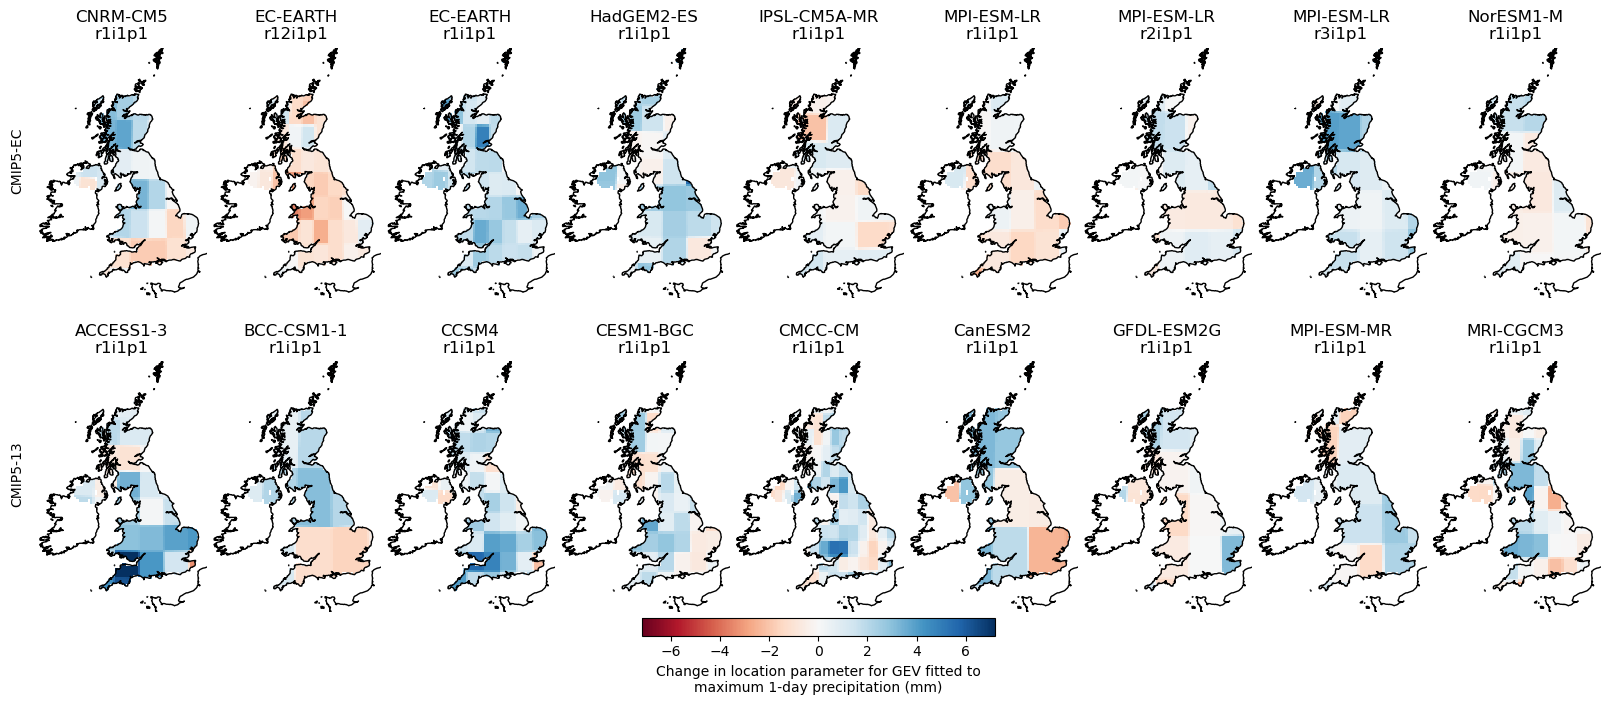 CNRM-CM5 EC-EARTH EC-EARTH HadGEM2-ES IPSL-CM5A-MR MPI-ESM-LR MPI-ESM-LR MPI-ESM-LR NorESM1-M
r1i1p1 r12i1p1 r1i1p1 r1i1p1 r1i1p1 r1i1p1 r2i1p1 r3i1p1 r1i1p1
CMIP5-EC
ACCESS1-3 BCC-CSM1-1 CCSM4 CESM1-BGC CMCC-CM CanESM2 GFDL-ESM2G MPI-ESM-MR MRI-CGCM3
r1i1p1 r1i1p1 r1i1p1 r1i1p1 r1i1p1 r1i1p1 r1i1p1 r1i1p1 r1i1p1
CMIP5-13
−6 −4 −2 0 2 4 6
Change in location parameter for GEV fitted to
maximum 1-day precipitation (mm)